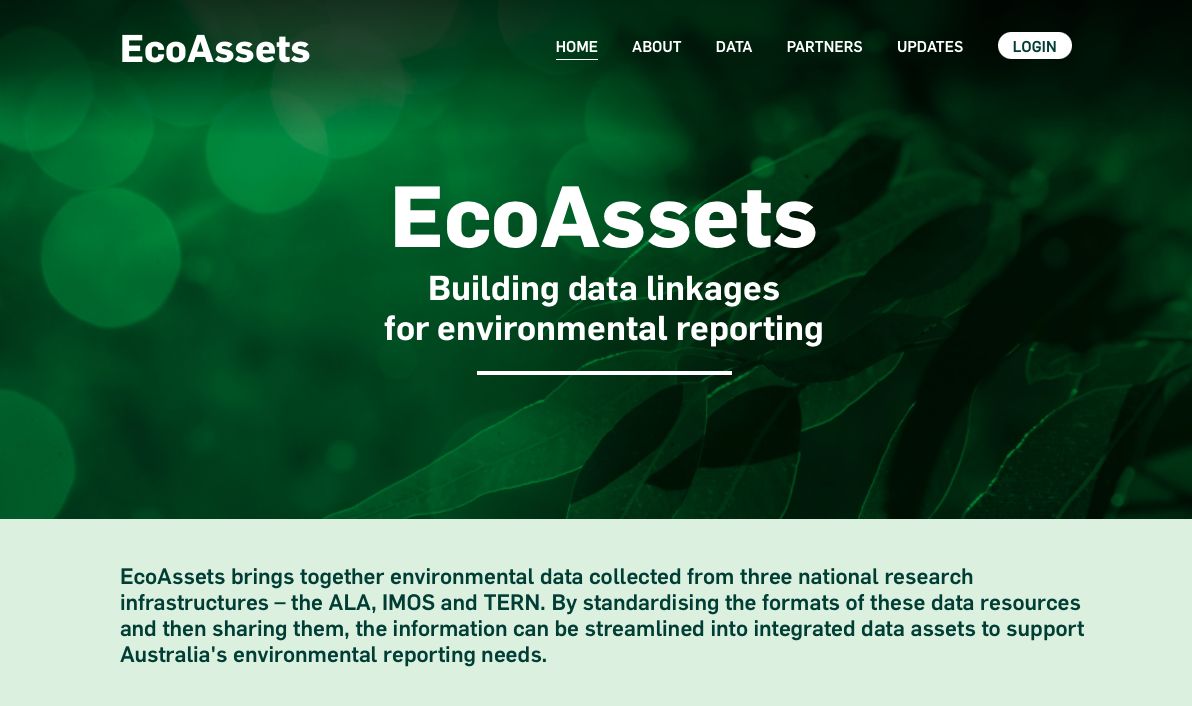 EcoAssets
HOME ABOUT DATA PARTNERS UPDATES LOGIN
EcoAssets
Building data linkages
for environmental reporting
EcoAssets brings together environmental data collected from three national research
infrastructures – the ALA, IMOS and TERN. By standardising the formats of these data resources
and then sharing them, the information can be streamlined into integrated data assets to support
Australia's environmental reporting needs.